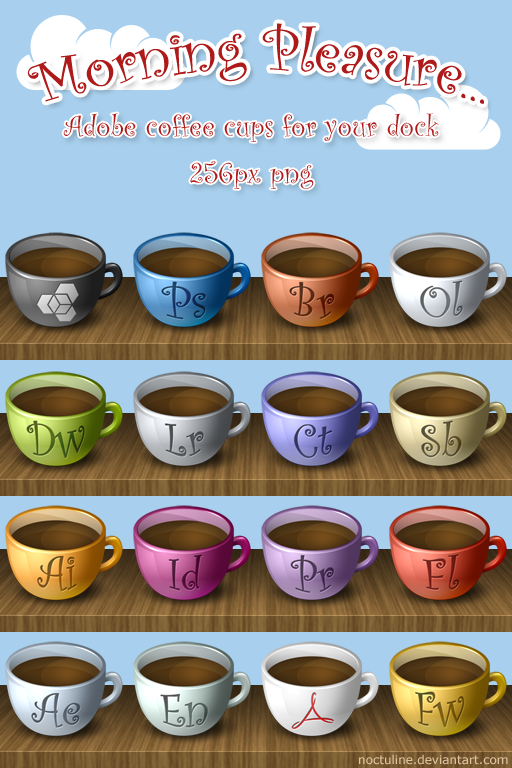 Morning Pleasure...
Adobe coffee cups for your dock
256px png
Ps Br Ol
Dw Lr Ct Sb
Ai Id Pr Fl
Ae En Fw
noctuline.deviantart.com